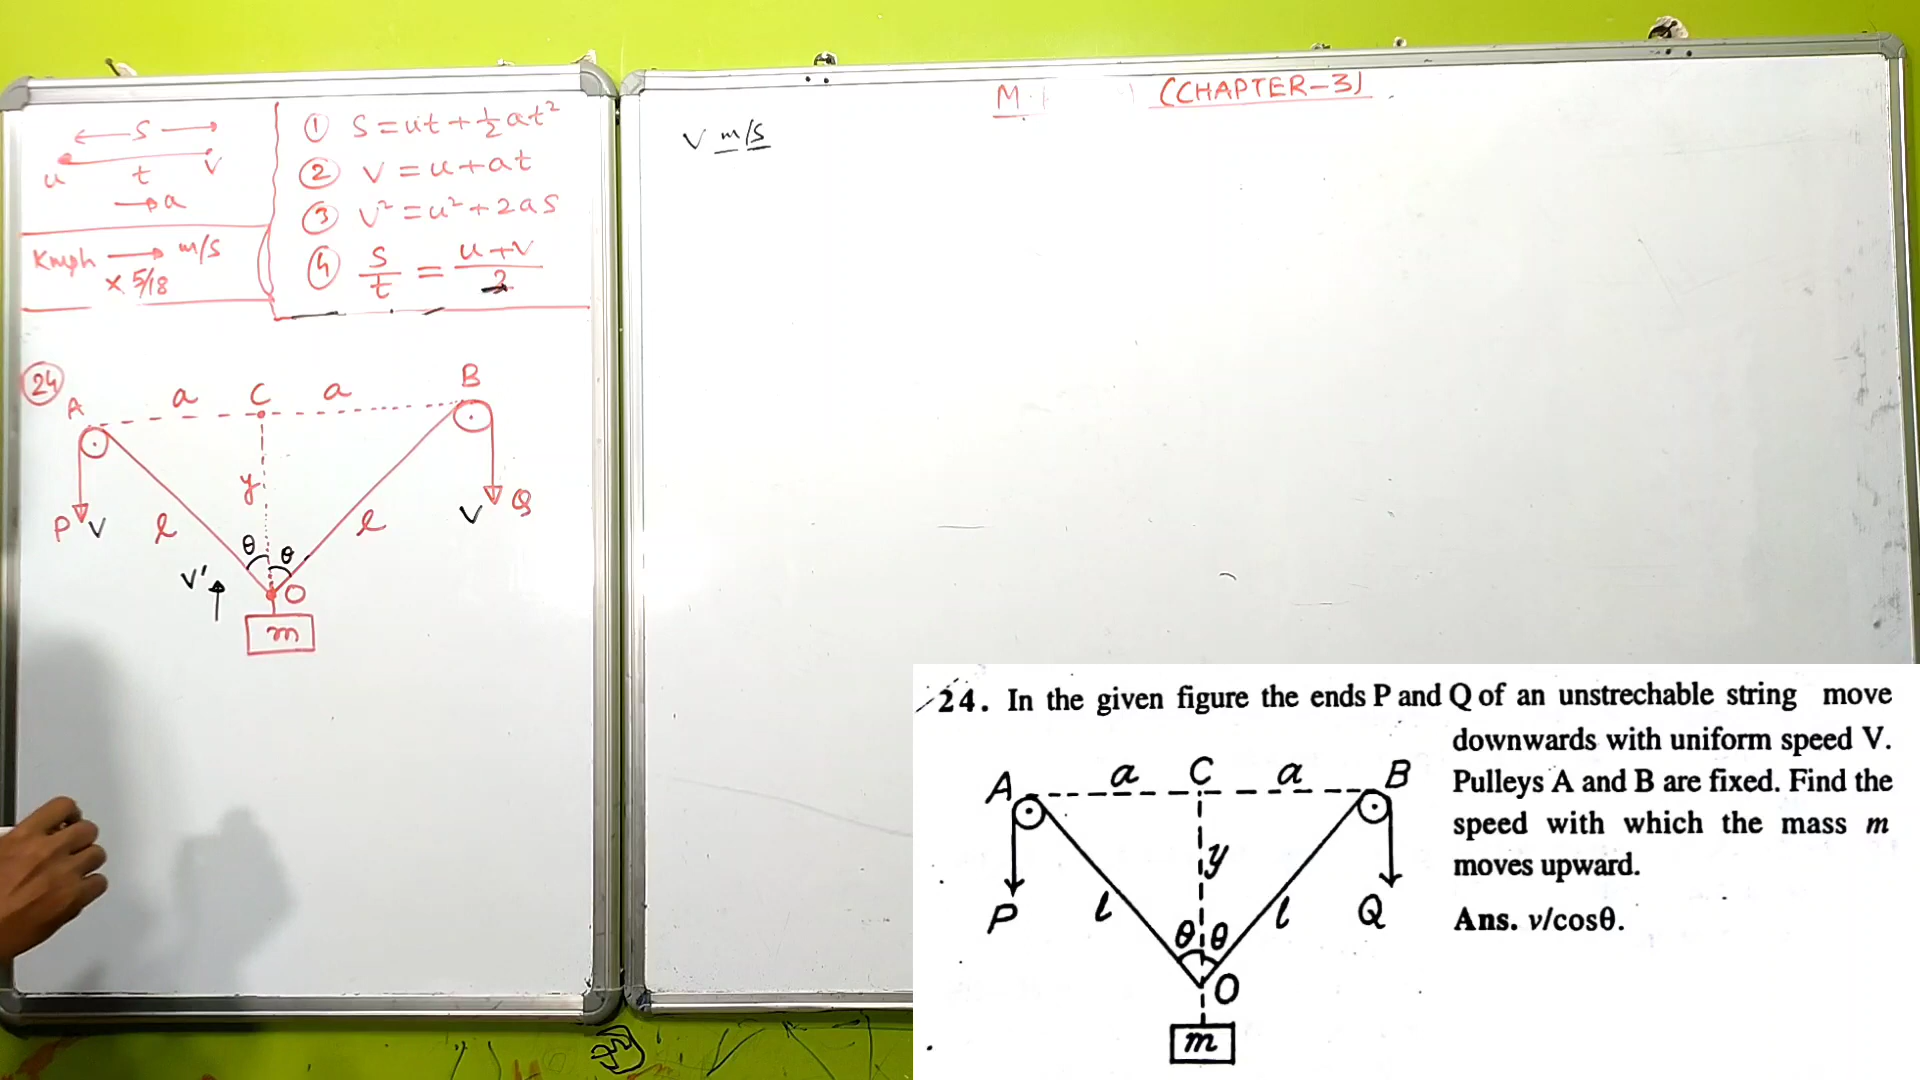 S
u t V
a
Kmph m/s
× 5/18
① S = ut + ½at²
② V = u + at
③ V² = u² + 2as
④ S/t = (u+V)/2
(CHAPTER-3)
V m/s
24
A a C a B
y
P V l θ θ l V Q
V' O
m
24. In the given figure the ends P and Q of an unstrechable string move
downwards with uniform speed V.
Pulleys A and B are fixed. Find the
speed with which the mass m
moves upward.
Ans. v/cosθ.
A a C a B
y
P l θ θ l Q
O
m